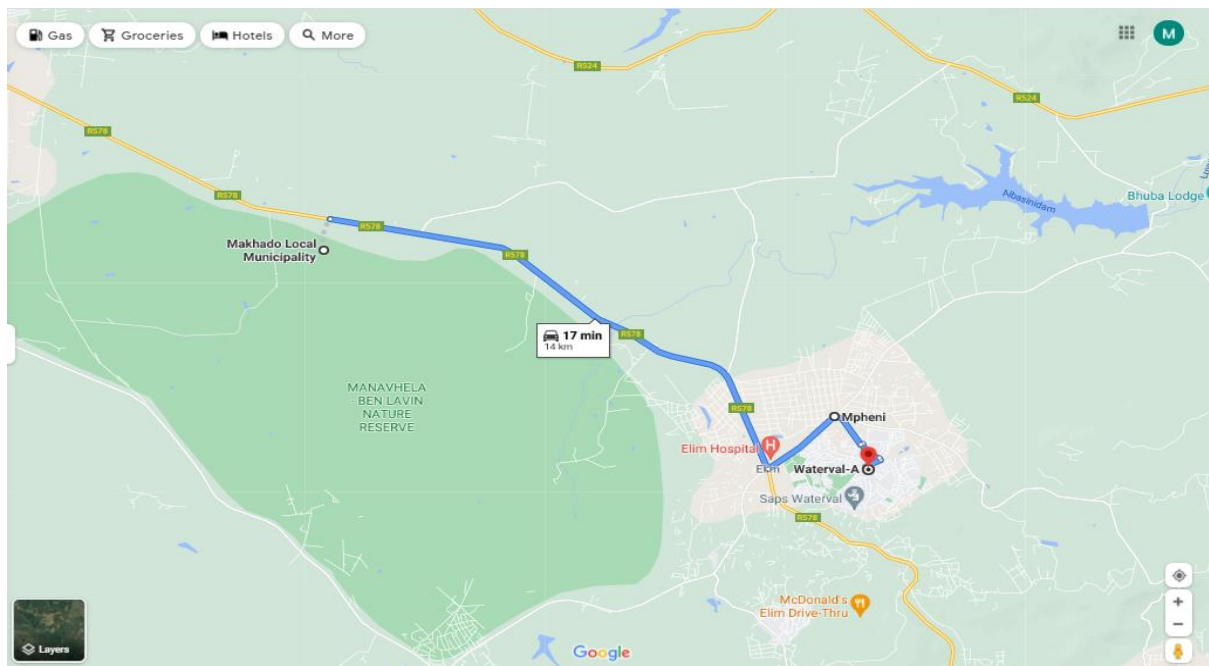 Gas
Groceries
Hotels
More
M
R524
R524
R578
R578
Albasinidam
Bhuba Lodge
Makhado Local
Municipality
R578
R578
17 min
14 km
R578
MANAVHELA
BEN LAVIN
NATURE
RESERVE
R578
Mpheni
Elim Hospital
H
Elim
Waterval-A
Saps Waterval
R578
McDonald's
Elim Drive-Thru
Layers
Google
+
−